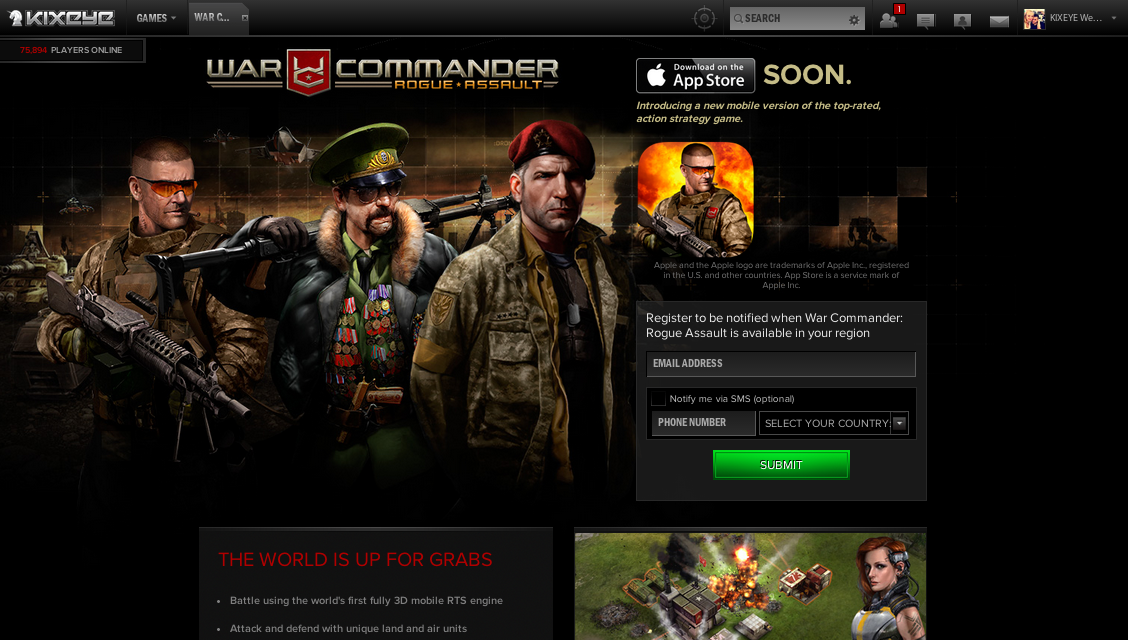 KIXEYE
GAMES
WAR C...
SEARCH
1
KIXEYE We...
75,894 PLAYERS ONLINE
WAR COMMANDER
ROGUE ★ ASSAULT
Download on the
App Store
SOON.
Introducing a new mobile version of the top-rated,
action strategy game.
Apple and the Apple logo are trademarks of Apple Inc., registered
in the U.S. and other countries. App Store is a service mark of
Apple Inc.
Register to be notified when War Commander:
Rogue Assault is available in your region
EMAIL ADDRESS
Notify me via SMS (optional)
PHONE NUMBER
SELECT YOUR COUNTRY:
SUBMIT
THE WORLD IS UP FOR GRABS
• Battle using the world's first fully 3D mobile RTS engine
• Attack and defend with unique land and air units